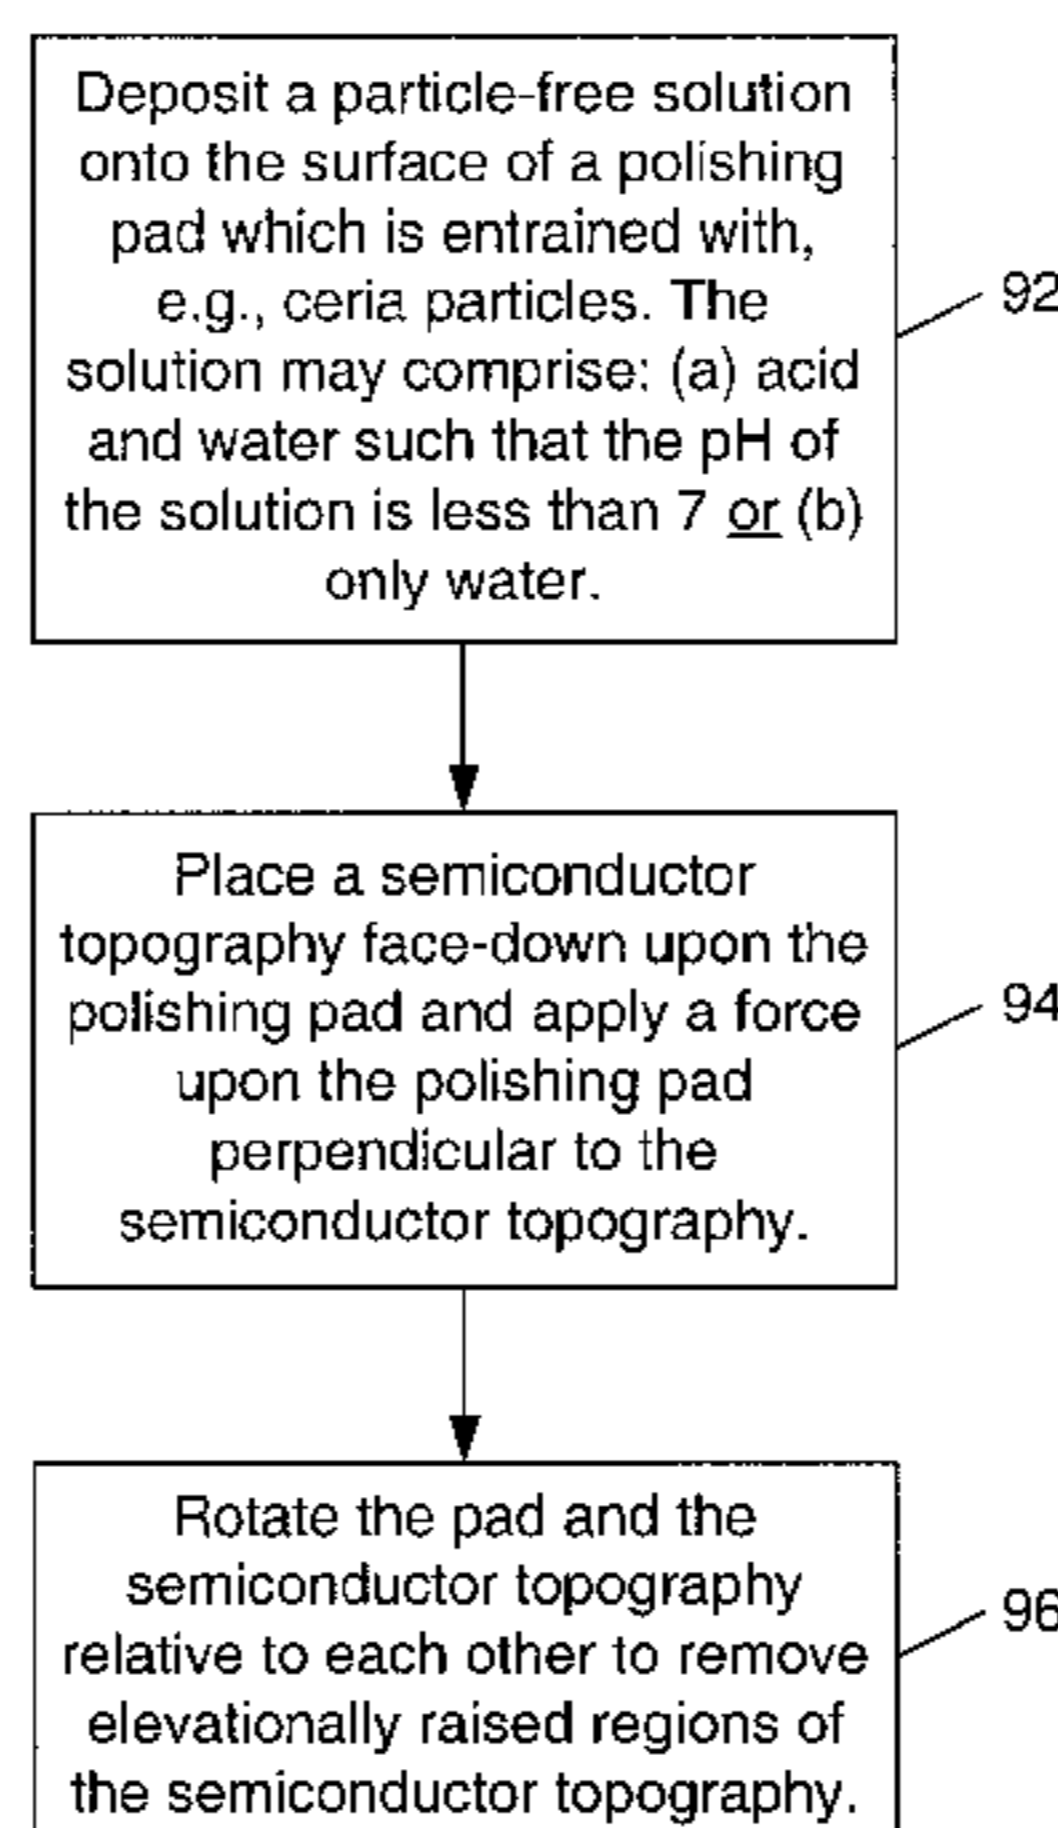 Deposit a particle-free solution
onto the surface of a polishing
pad which is entrained with,
e.g., ceria particles. The
solution may comprise: (a) acid
and water such that the pH of
the solution is less than 7 or (b)
only water.
92
Place a semiconductor
topography face-down upon the
polishing pad and apply a force
upon the polishing pad
perpendicular to the
semiconductor topography.
94
Rotate the pad and the
semiconductor topography
relative to each other to remove
elevationally raised regions of
the semiconductor topography.
96